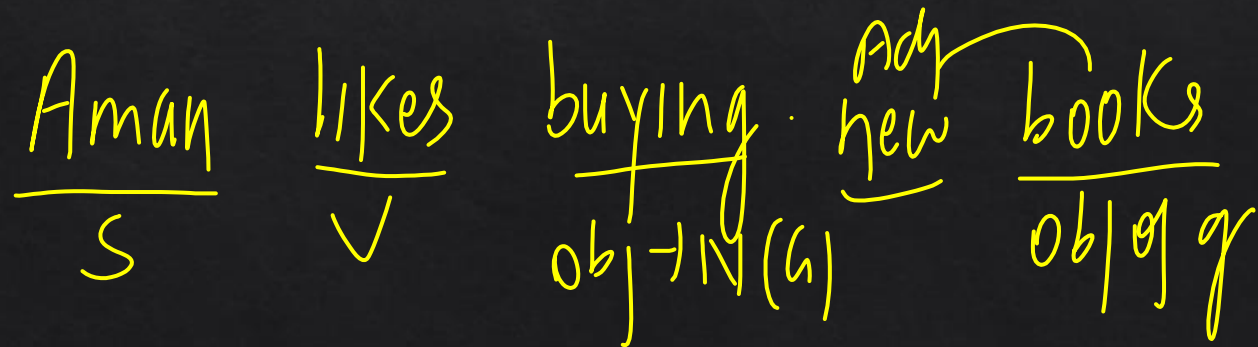 Adj
Aman likes buying new books
S V obj → N (G) obj of g